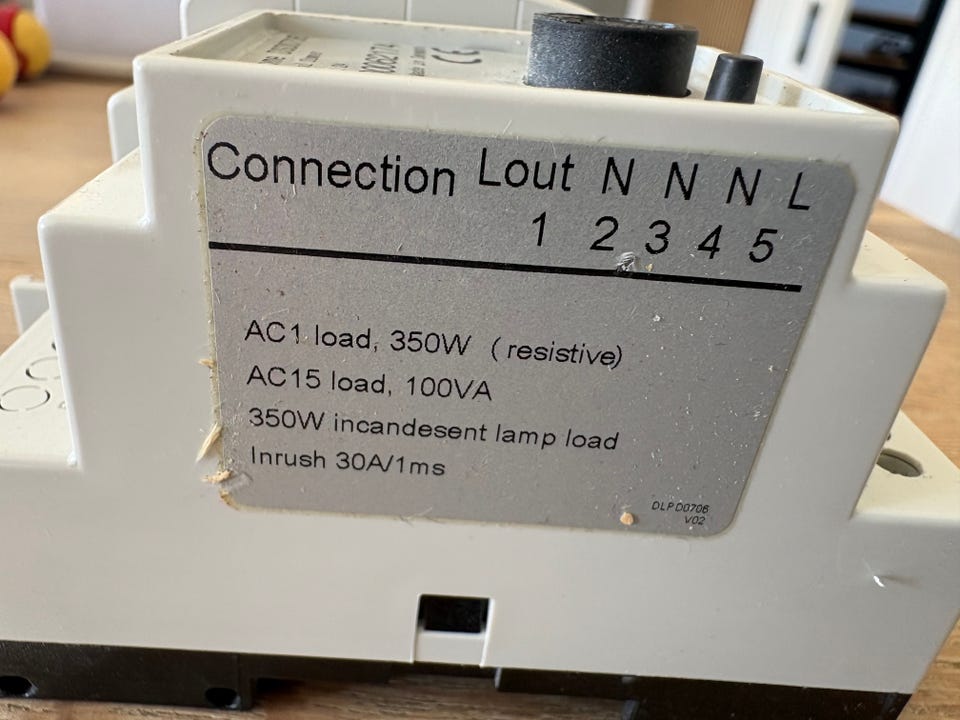 Connection Lout N N N L
1 2 3 4 5
AC1 load, 350W (resistive)
AC15 load, 100VA
350W incandesent lamp load
Inrush 30A/1ms
DLPD0706
V02
CE